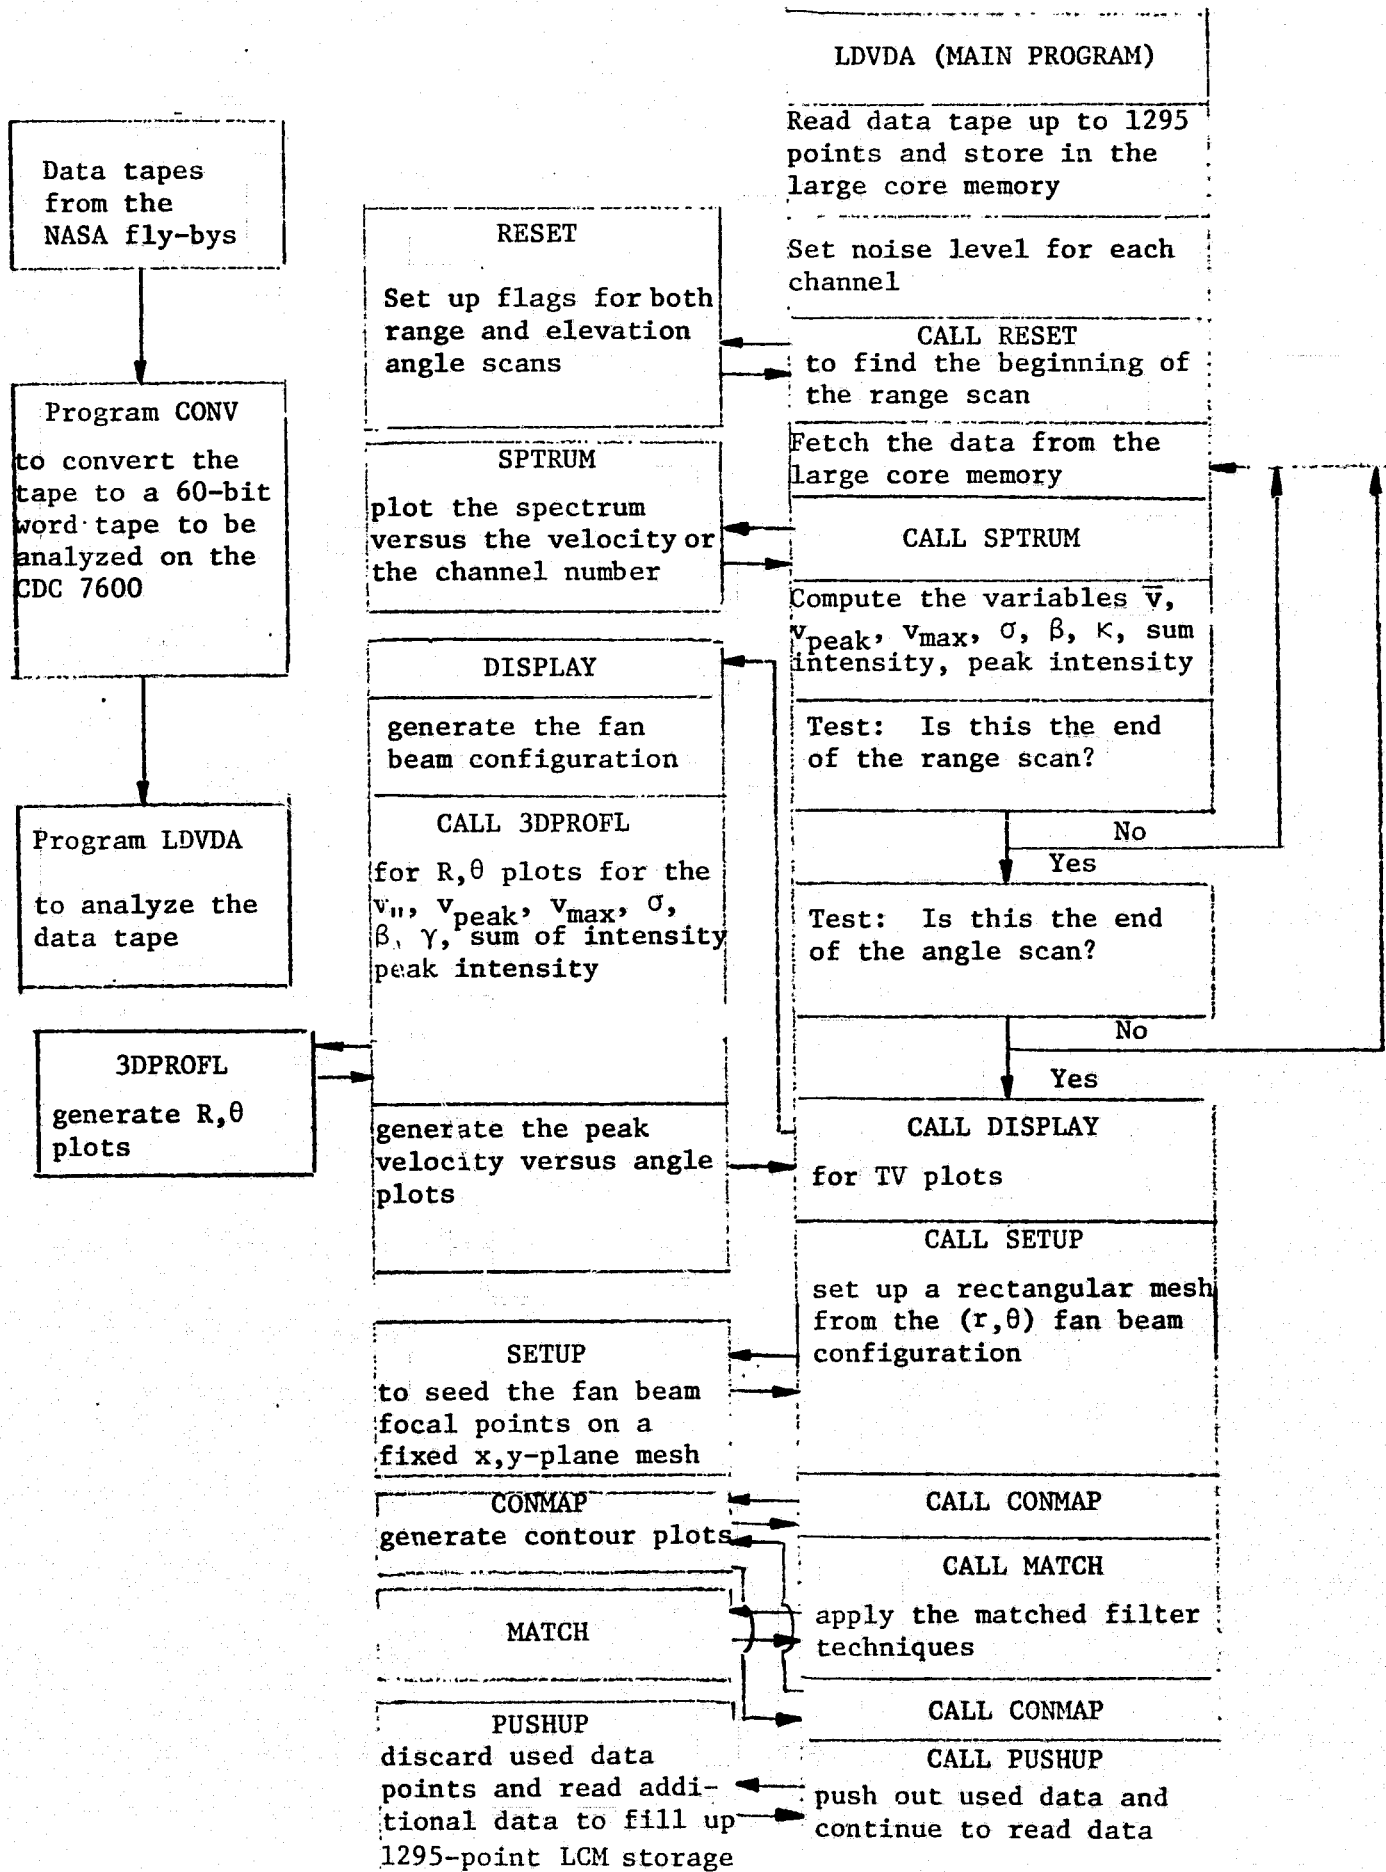 LDVDA (MAIN PROGRAM)
Read data tape up to 1295
points and store in the
large core memory
Set noise level for each
channel
CALL RESET
to find the beginning of
the range scan
Fetch the data from the
large core memory
CALL SPTRUM
Compute the variables v̅,
vpeak, vmax, σ, β, κ, sum
intensity, peak intensity
Test: Is this the end
of the range scan?
No
Yes
Test: Is this the end
of the angle scan?
No
Yes
CALL DISPLAY
for TV plots
CALL SETUP
set up a rectangular mesh
from the (r,θ) fan beam
configuration
CALL CONMAP
CALL MATCH
apply the matched filter
techniques
CALL CONMAP
CALL PUSHUP
push out used data and
continue to read data
Data tapes
from the
NASA fly-bys
Program CONV
to convert the
tape to a 60-bit
word tape to be
analyzed on the
CDC 7600
Program LDVDA
to analyze the
data tape
3DPROFL
generate R,θ
plots
RESET
Set up flags for both
range and elevation
angle scans
SPTRUM
plot the spectrum
versus the velocity or
the channel number
DISPLAY
generate the fan
beam configuration
CALL 3DPROFL
for R,θ plots for the
v", vpeak, vmax, σ,
β, γ, sum of intensity
peak intensity
generate the peak
velocity versus angle
plots
SETUP
to seed the fan beam
focal points on a
fixed x,y-plane mesh
CONMAP
generate contour plots
MATCH
PUSHUP
discard used data
points and read addi-
tional data to fill up
1295-point LCM storage